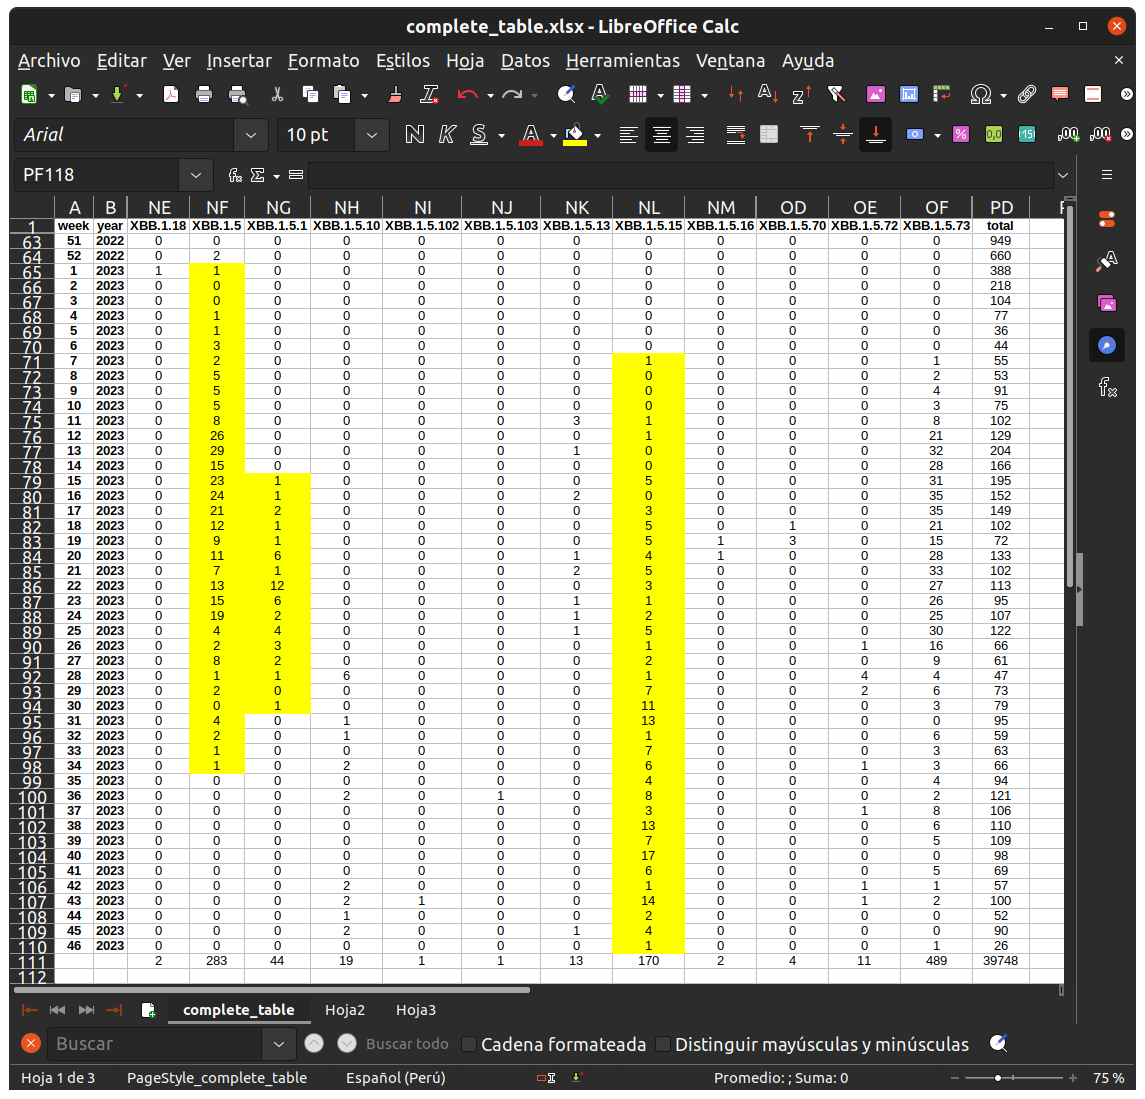 complete_table.xlsx - LibreOffice Calc
Archivo Editar Ver Insertar Formato Estilos Hoja Datos Herramientas Ventana Ayuda
Arial 10 pt N K S A
PF118
A B NE NF NG NH NI NJ NK NL NM OD OE OF PD
1 week year XBB.1.18 XBB.1.5 XBB.1.5.1 XBB.1.5.10 XBB.1.5.102 XBB.1.5.103 XBB.1.5.13 XBB.1.5.15 XBB.1.5.16 XBB.1.5.70 XBB.1.5.72 XBB.1.5.73 total
63 51 2022 0 0 0 0 0 0 0 0 0 0 0 0 949
64 52 2022 0 2 0 0 0 0 0 0 0 0 0 0 660
65 1 2023 1 1 0 0 0 0 0 0 0 0 0 0 388
66 2 2023 0 0 0 0 0 0 0 0 0 0 0 0 218
67 3 2023 0 0 0 0 0 0 0 0 0 0 0 0 104
68 4 2023 0 1 0 0 0 0 0 0 0 0 0 0 77
69 5 2023 0 1 0 0 0 0 0 0 0 0 0 0 36
70 6 2023 0 3 0 0 0 0 0 0 0 0 0 0 44
71 7 2023 0 2 0 0 0 0 0 1 0 0 0 1 55
72 8 2023 0 5 0 0 0 0 0 0 0 0 0 2 53
73 9 2023 0 5 0 0 0 0 0 0 0 0 0 4 91
74 10 2023 0 5 0 0 0 0 0 0 0 0 0 3 75
75 11 2023 0 8 0 0 0 0 3 1 0 0 0 8 102
76 12 2023 0 26 0 0 0 0 0 1 0 0 0 21 129
77 13 2023 0 29 0 0 0 0 1 0 0 0 0 32 204
78 14 2023 0 15 0 0 0 0 0 0 0 0 0 28 166
79 15 2023 0 23 1 0 0 0 0 5 0 0 0 31 195
80 16 2023 0 24 1 0 0 0 2 0 0 0 0 35 152
81 17 2023 0 21 2 0 0 0 0 3 0 0 0 35 149
82 18 2023 0 12 1 0 0 0 0 5 0 1 0 21 102
83 19 2023 0 9 1 0 0 0 0 5 1 3 0 15 72
84 20 2023 0 11 6 0 0 0 1 4 1 0 0 28 133
85 21 2023 0 7 1 0 0 0 2 5 0 0 0 33 102
86 22 2023 0 13 12 0 0 0 0 3 0 0 0 27 113
87 23 2023 0 15 6 0 0 0 1 1 0 0 0 26 95
88 24 2023 0 19 2 0 0 0 1 2 0 0 0 25 107
89 25 2023 0 4 4 0 0 0 1 5 0 0 0 30 122
90 26 2023 0 2 3 0 0 0 0 1 0 0 1 16 66
91 27 2023 0 8 2 0 0 0 0 2 0 0 0 9 61
92 28 2023 0 1 1 6 0 0 0 1 0 0 4 4 47
93 29 2023 0 2 0 0 0 0 0 7 0 0 2 6 73
94 30 2023 0 0 1 0 0 0 0 11 0 0 0 3 79
95 31 2023 0 4 0 1 0 0 0 13 0 0 0 0 95
96 32 2023 0 2 0 1 0 0 0 1 0 0 0 6 59
97 33 2023 0 1 0 0 0 0 0 7 0 0 0 3 63
98 34 2023 0 1 0 2 0 0 0 6 0 0 1 3 66
99 35 2023 0 0 0 0 0 0 0 4 0 0 0 4 94
100 36 2023 0 0 0 2 0 1 0 8 0 0 0 2 121
101 37 2023 0 0 0 0 0 0 0 3 0 0 1 8 106
102 38 2023 0 0 0 0 0 0 0 13 0 0 0 6 110
103 39 2023 0 0 0 0 0 0 0 7 0 0 0 5 109
104 40 2023 0 0 0 0 0 0 0 17 0 0 0 0 98
105 41 2023 0 0 0 0 0 0 0 6 0 0 0 5 69
106 42 2023 0 0 0 2 0 0 0 1 0 0 1 1 57
107 43 2023 0 0 0 2 1 0 0 14 0 0 1 2 100
108 44 2023 0 0 0 1 0 0 0 2 0 0 0 0 52
109 45 2023 0 0 0 2 0 0 1 4 0 0 0 0 90
110 46 2023 0 0 0 0 0 0 0 1 0 0 0 1 26
111 2 283 44 19 1 1 13 170 2 4 11 489 39748
112
complete_table Hoja2 Hoja3
Buscar Buscar todo Cadena formateada Distinguir mayúsculas y minúsculas
Hoja 1 de 3 PageStyle_complete_table Español (Perú) Promedio: ; Suma: 0 75 %